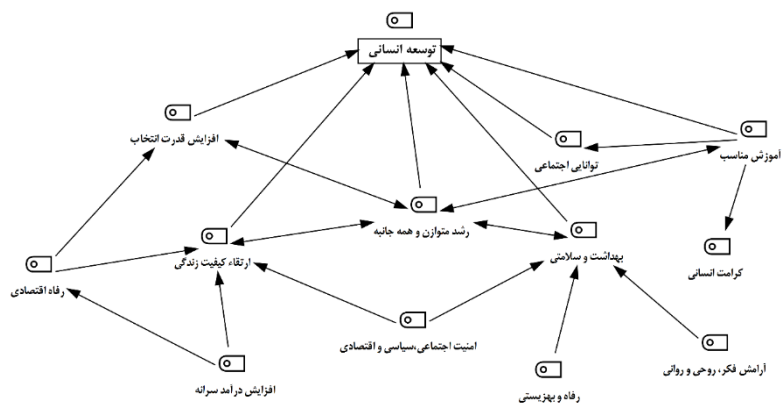 توسعه انسانی
افزایش قدرت انتخاب
توانایی اجتماعی
آموزش مناسب
رشد متوازن و همه جانبه
رفاه اقتصادی
ارتقاء کیفیت زندگی
بهداشت و سلامتی
کرامت انسانی
امنیت اجتماعی،سیاسی و اقتصادی
آرامش فکر، روحی و روانی
افزایش درآمد سرانه
رفاه و بهزیستی